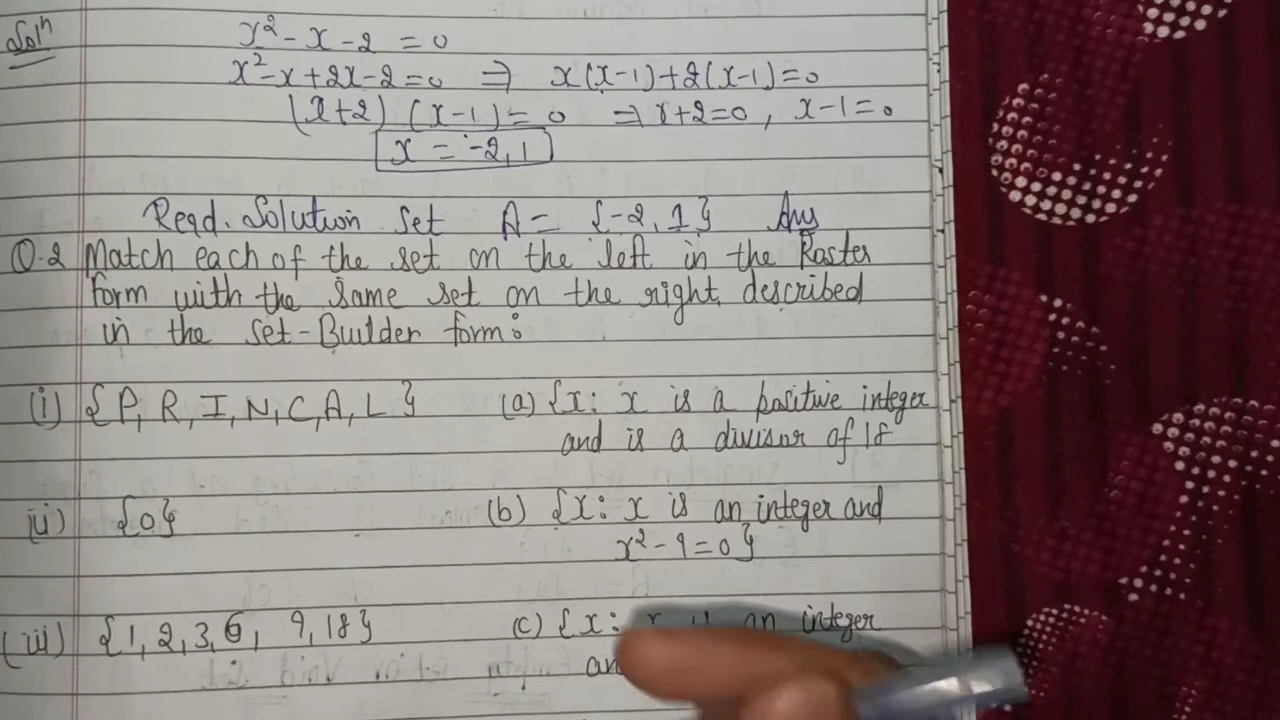 Solⁿ
x² - x - 2 = 0
x² - x + 2x - 2 = 0 ⇒ x(x-1) + 2(x-1) = 0
(x+2) (x-1) = 0 ⇒ x+2=0, x-1=0
x = -2, 1
Reqd. Solution Set A = {-2, 1} Ans
Q.2 Match each of the set on the left in the Roster
form with the same set on the right described
in the set-Builder form:
(i) {P, R, I, N, C, A, L} (a) {x: x is a positive integer
and is a divisor of 18
(ii) {0} (b) {x: x is an integer and
x² - 9 = 0}
(iii) {1, 2, 3, 6, 9, 18} (c) {x: an integer